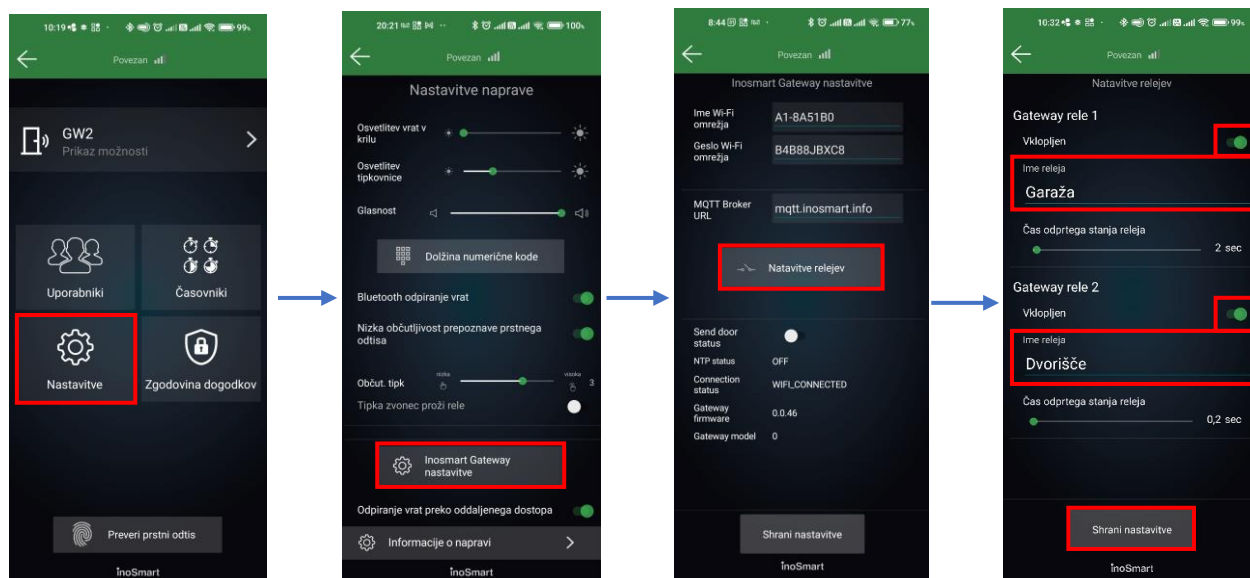 10:19
99%
Povezan
GW2
Prikaz možnosti
Uporabniki
Časovniki
Nastavitve
Zgodovina dogodkov
Preveri prstni odtis
inoSmart
20:21
100%
Povezan
Nastavitve naprave
Osvetlitev vrat v
krilu
Osvetlitev
tipkovnice
Glasnost
Dolžina numerične kode
Bluetooth odpiranje vrat
Nizka občutljivost prepoznave prstnega
odtisa
Občut. tipk
nizka
visoka
3
Tipka zvonec proži rele
Inosmart Gateway
nastavitve
Odpiranje vrat preko oddaljenega dostopa
Informacije o napravi
inoSmart
8:44
77%
Povezan
Inosmart Gateway nastavitve
Ime Wi-Fi
omrežja
A1-8A51B0
Geslo Wi-Fi
omrežja
B4B88JBXC8
MQTT Broker
URL
mqtt.inosmart.info
Natavitve relejev
Send door
status
NTP status
OFF
Connection
status
WIFI_CONNECTED
Gateway
firmware
0.0.46
Gateway model
0
Shrani nastavitve
inoSmart
10:32
99%
Povezan
Natavitve relejev
Gateway rele 1
Vklopljen
Ime releja
Garaža
Čas odprtega stanja releja
2 sec
Gateway rele 2
Vklopljen
Ime releja
Dvorišče
Čas odprtega stanja releja
0,2 sec
Shrani nastavitve
inoSmart